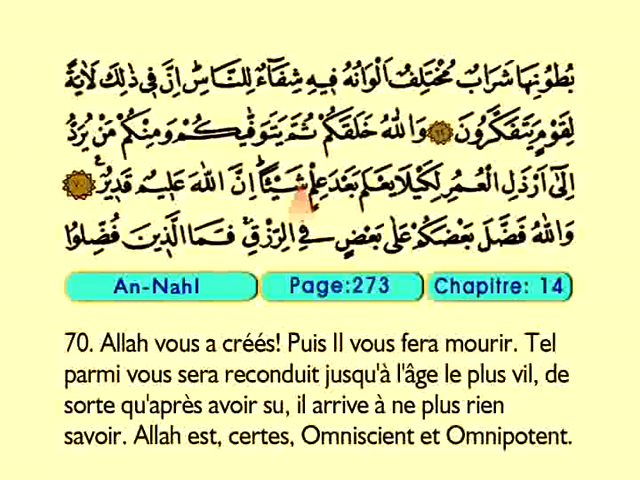 بُطُونِهَا شَرَابٌ مُّخْتَلِفٌ أَلْوَانُهُ فِيهِ شِفَآءٌ لِّلنَّاسِ إِنَّ فِي ذَٰلِكَ لَآيَةً
لِّقَوْمٍ يَتَفَكَّرُونَ ٦٩ وَاللَّهُ خَلَقَكُمْ ثُمَّ يَتَوَفَّىٰكُمْ وَمِنكُم مَّن يُرَدُّ
إِلَىٰ أَرْذَلِ الْعُمُرِ لِكَيْ لَا يَعْلَمَ بَعْدَ عِلْمٍ شَيْئًا إِنَّ اللَّهَ عَلِيمٌ قَدِيرٌ ٧٠
وَاللَّهُ فَضَّلَ بَعْضَكُمْ عَلَىٰ بَعْضٍ فِي الرِّزْقِ فَمَا الَّذِينَ فُضِّلُوا
An-Nahl Page:273 Chapitre: 14
70. Allah vous a créés! Puis Il vous fera mourir. Tel
parmi vous sera reconduit jusqu'à l'âge le plus vil, de
sorte qu'après avoir su, il arrive à ne plus rien
savoir. Allah est, certes, Omniscient et Omnipotent.